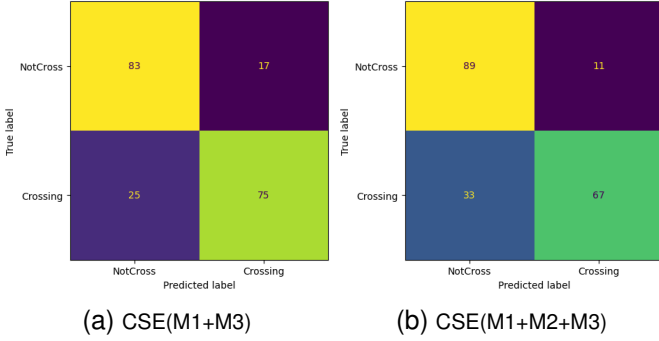 True label
NotCross
83
17
Crossing
25
75
NotCross
Crossing
Predicted label
(a) CSE(M1+M3)
True label
NotCross
89
11
Crossing
33
67
NotCross
Crossing
Predicted label
(b) CSE(M1+M2+M3)